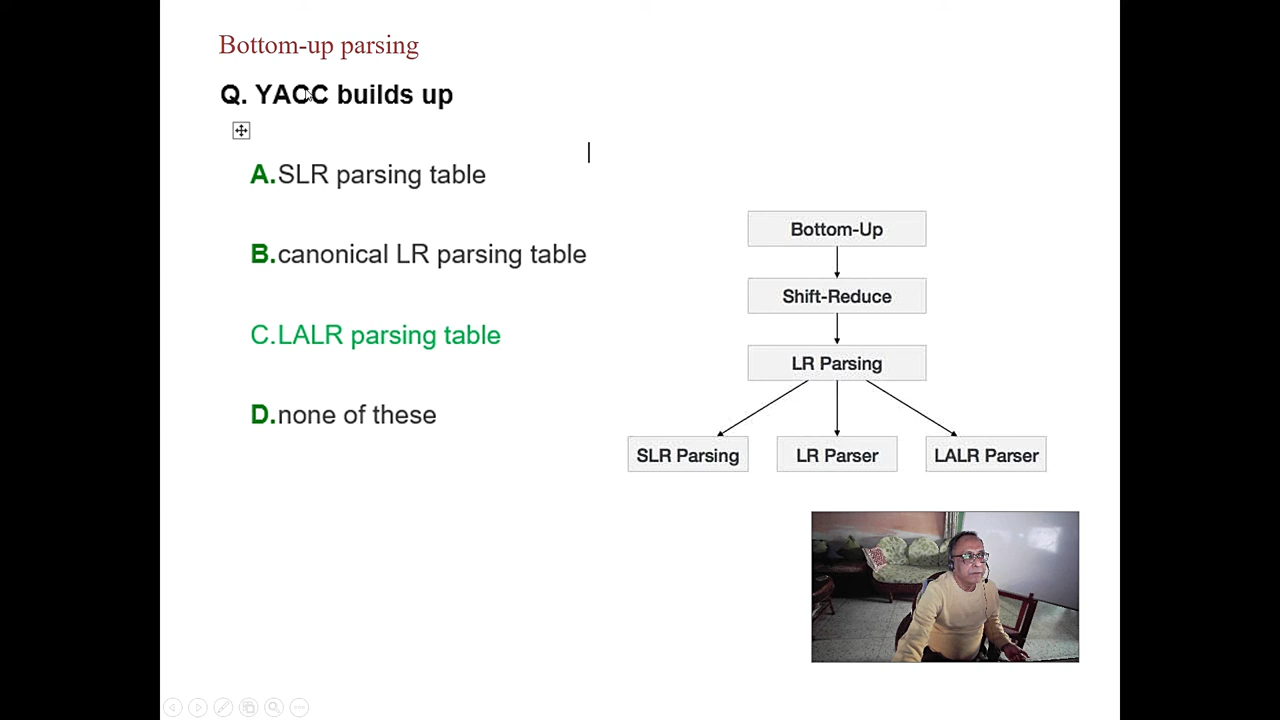 Bottom-up parsing
Q. YACC builds up
A.SLR parsing table
B.canonical LR parsing table
C.LALR parsing table
D.none of these
Bottom-Up
Shift-Reduce
LR Parsing
SLR Parsing
LR Parser
LALR Parser